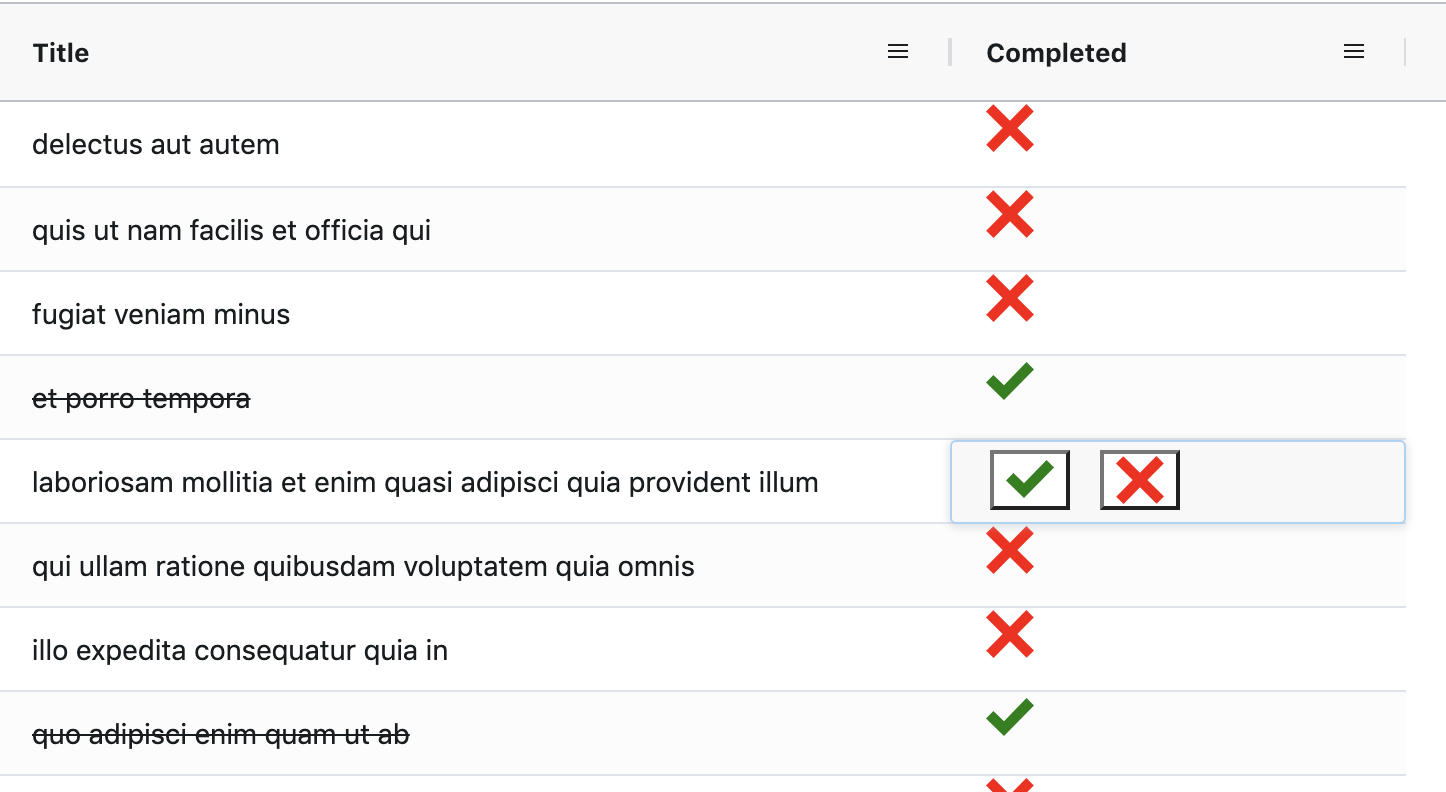 Title Completed
delectus aut autem
quis ut nam facilis et officia qui
fugiat veniam minus
et porro tempora
laboriosam mollitia et enim quasi adipisci quia provident illum
qui ullam ratione quibusdam voluptatem quia omnis
illo expedita consequatur quia in
quo adipisci enim quam ut ab